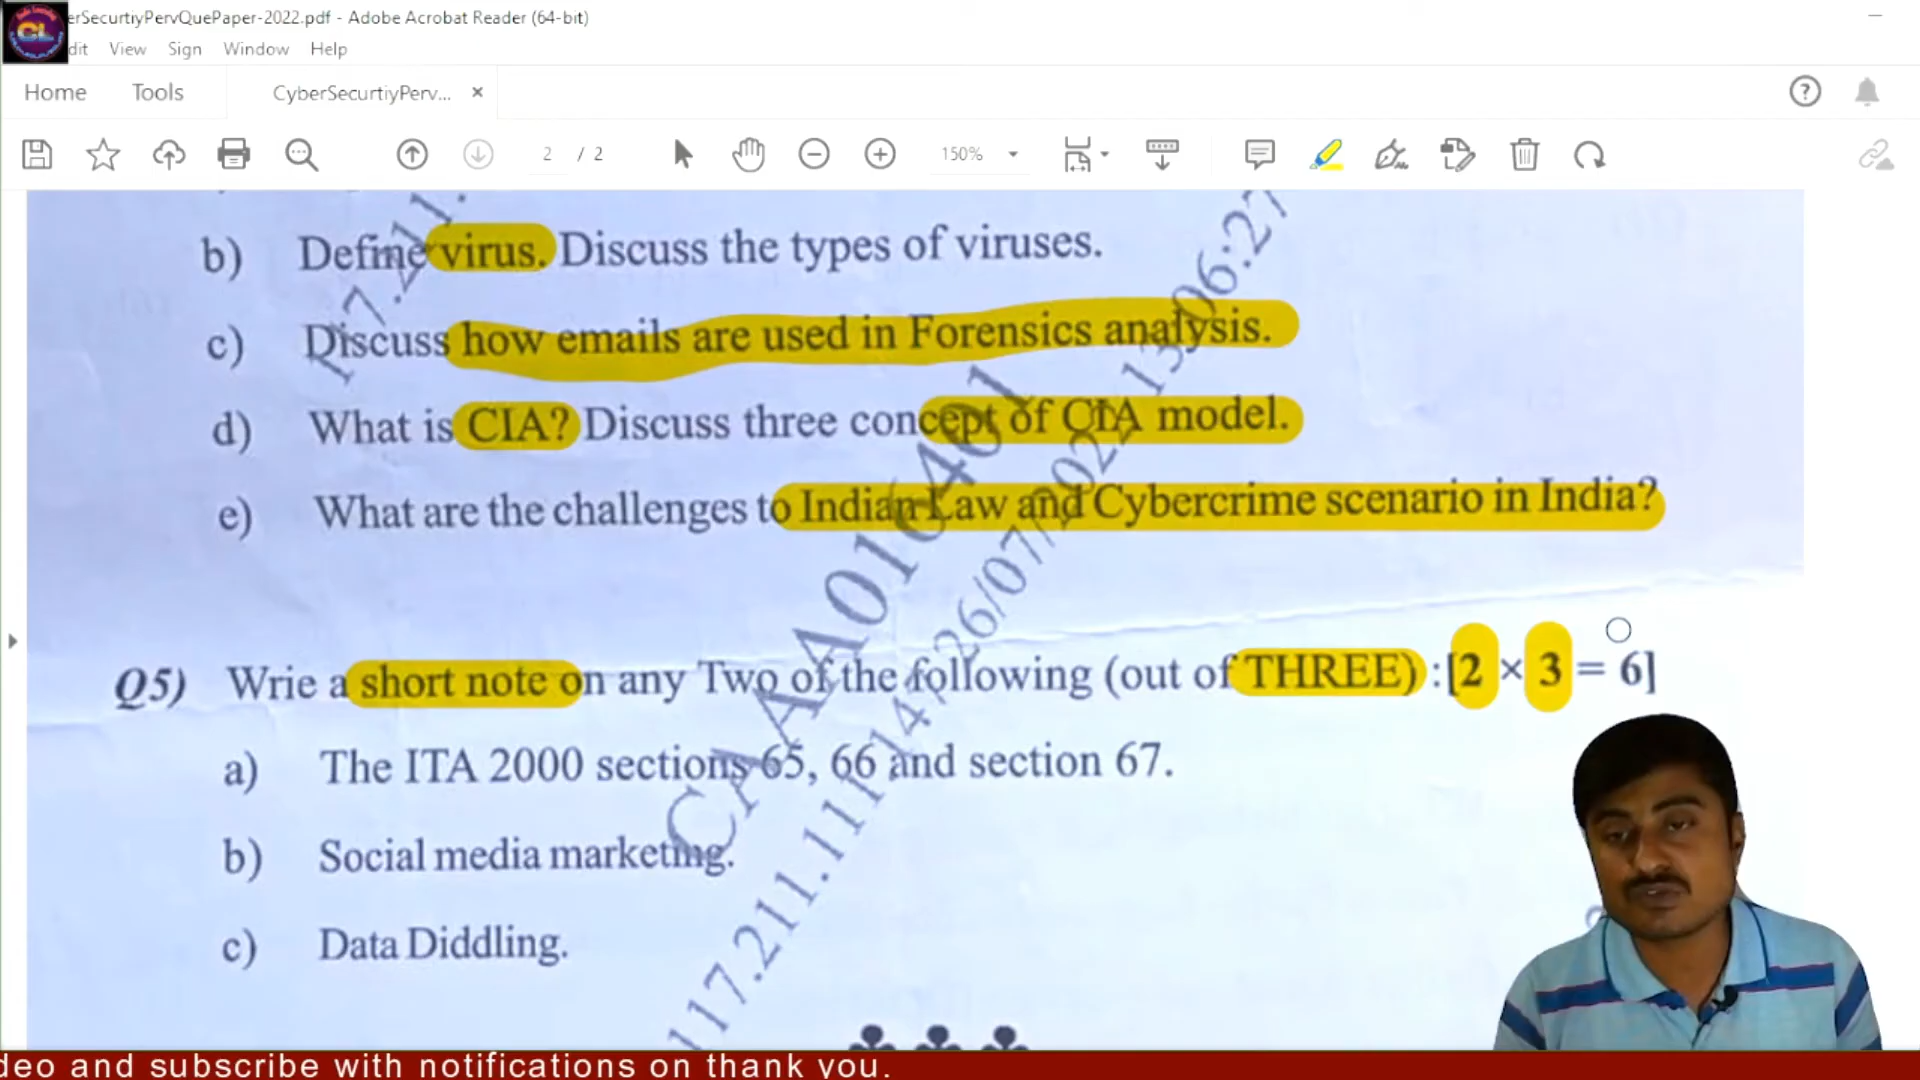 erSecurtiyPervQuePaper-2022.pdf - Adobe Acrobat Reader (64-bit)
CL
dit View Sign Window Help
Home Tools CyberSecurtiyPerv... ×
2 / 2 150%
b) Define virus. Discuss the types of viruses.
c) Discuss how emails are used in Forensics analysis.
d) What is CIA? Discuss three concept of CIA model.
e) What are the challenges to Indian Law and Cybercrime scenario in India?
Q5) Wrie a short note on any Two of the following (out of THREE) :[2 × 3 = 6]
a) The ITA 2000 sections 65, 66 and section 67.
b) Social media marketing.
c) Data Diddling.
deo and subscribe with notifications on thank you.